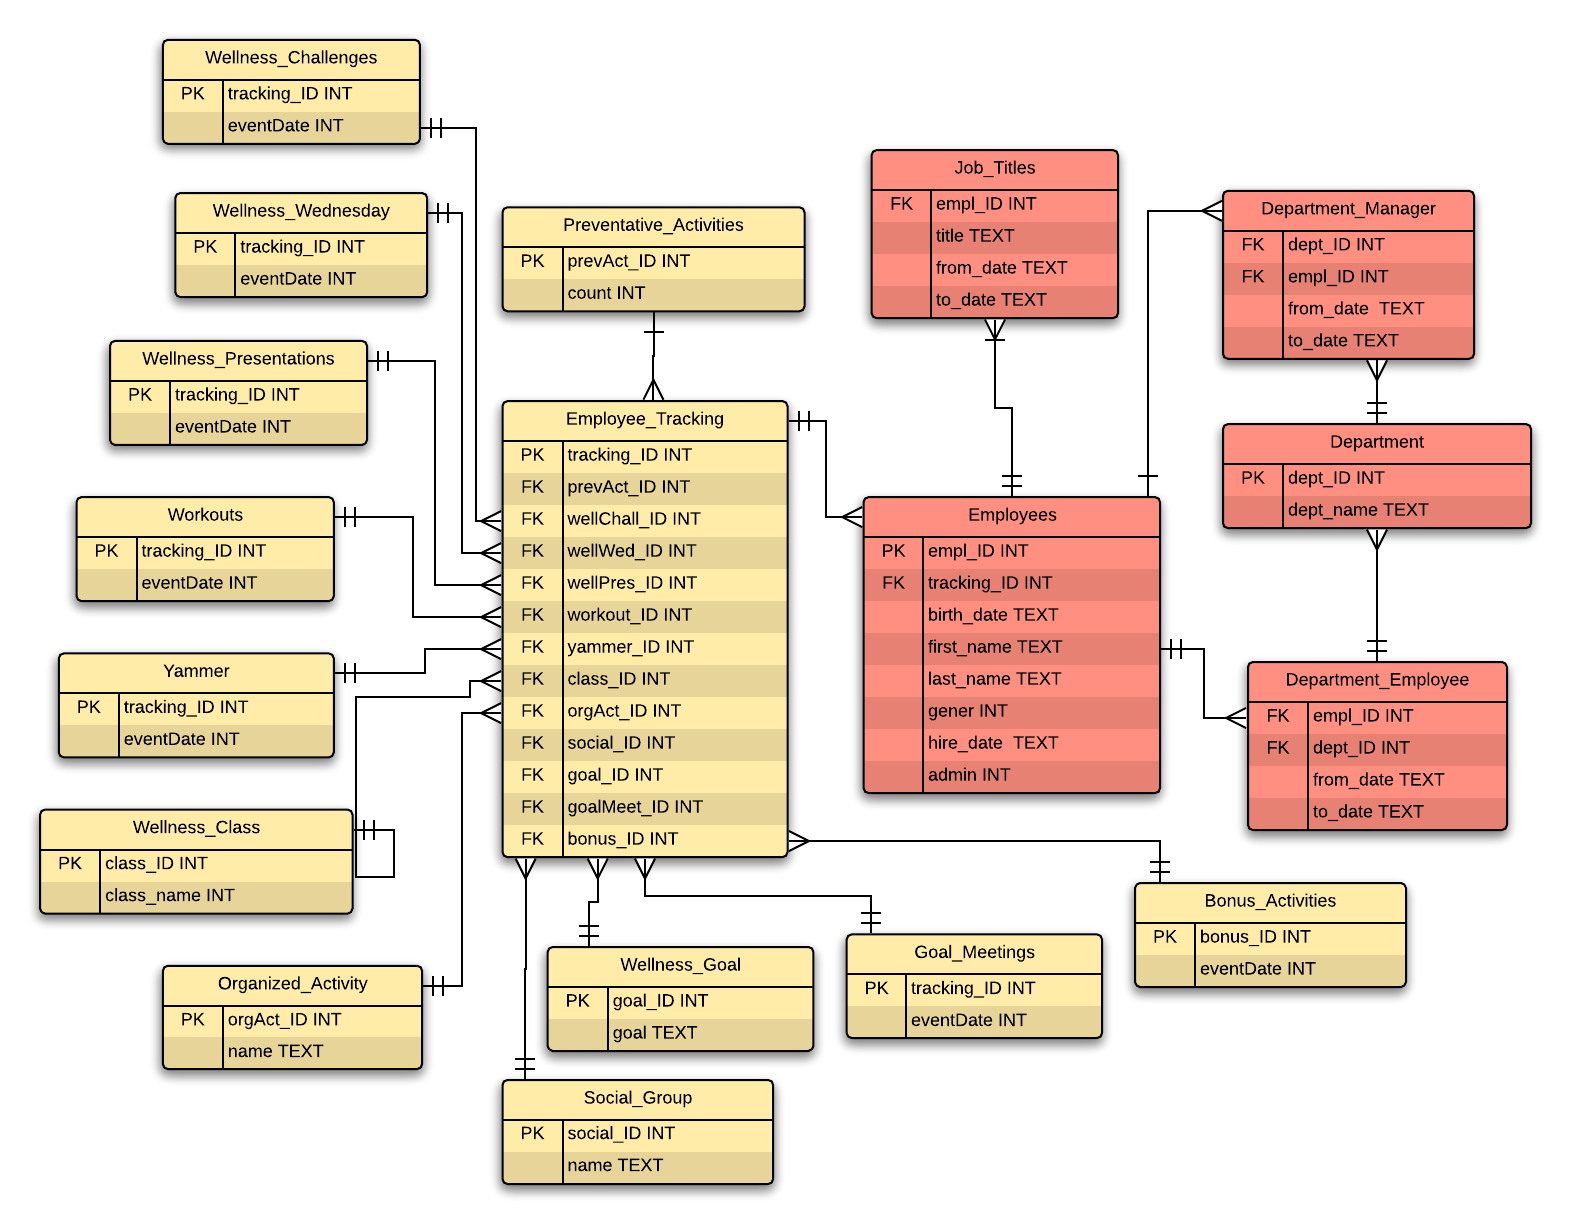 Wellness_Challenges
PK tracking_ID INT
eventDate INT
Wellness_Wednesday
PK tracking_ID INT
eventDate INT
Wellness_Presentations
PK tracking_ID INT
eventDate INT
Workouts
PK tracking_ID INT
eventDate INT
Yammer
PK tracking_ID INT
eventDate INT
Wellness_Class
PK class_ID INT
class_name INT
Organized_Activity
PK orgAct_ID INT
name TEXT
Preventative_Activities
PK prevAct_ID INT
count INT
Employee_Tracking
PK tracking_ID INT
FK prevAct_ID INT
FK wellChall_ID INT
FK wellWed_ID INT
FK wellPres_ID INT
FK workout_ID INT
FK yammer_ID INT
FK class_ID INT
FK orgAct_ID INT
FK social_ID INT
FK goal_ID INT
FK goalMeet_ID INT
FK bonus_ID INT
Wellness_Goal
PK goal_ID INT
goal TEXT
Social_Group
PK social_ID INT
name TEXT
Goal_Meetings
PK tracking_ID INT
eventDate INT
Bonus_Activities
PK bonus_ID INT
eventDate INT
Job_Titles
FK empl_ID INT
title TEXT
from_date TEXT
to_date TEXT
Employees
PK empl_ID INT
FK tracking_ID INT
birth_date TEXT
first_name TEXT
last_name TEXT
gener INT
hire_date TEXT
admin INT
Department_Manager
FK dept_ID INT
FK empl_ID INT
from_date TEXT
to_date TEXT
Department
PK dept_ID INT
dept_name TEXT
Department_Employee
FK empl_ID INT
FK dept_ID INT
from_date TEXT
to_date TEXT